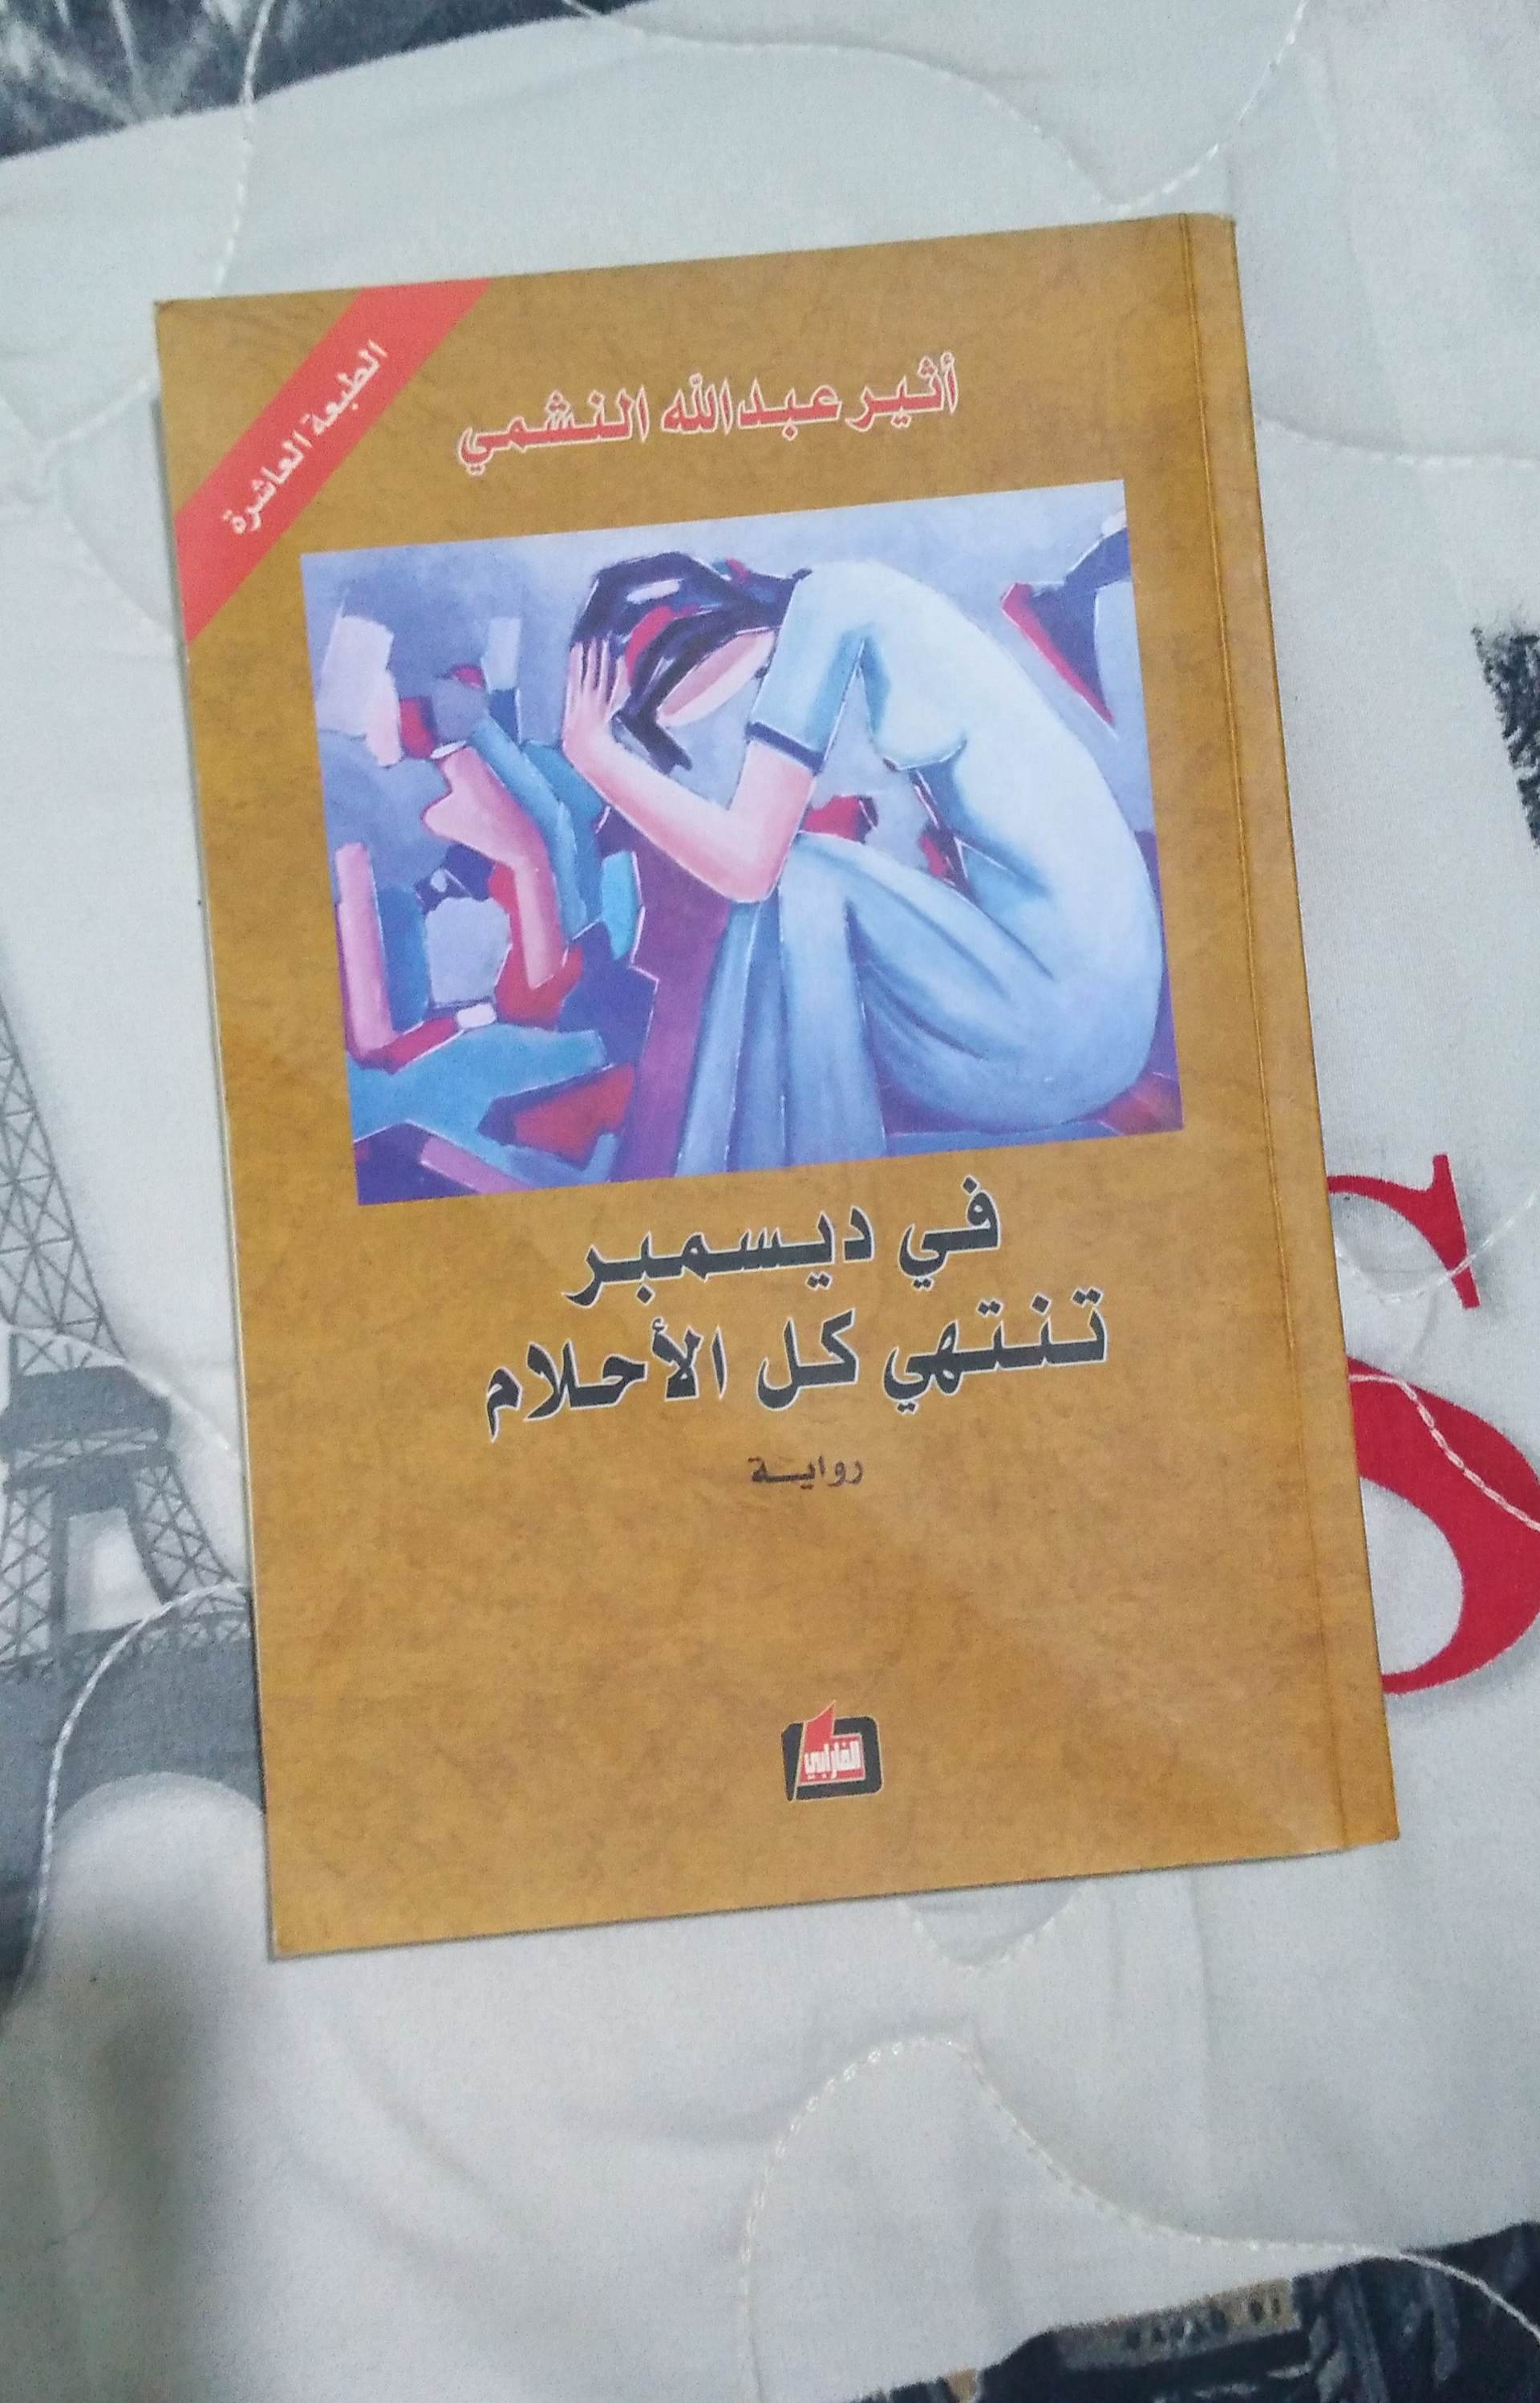 الطبعة العاشرة
أثير عبدالله النشمي
في ديسمبر
تنتهي كل الأحلام
رواية
الفارابي
S